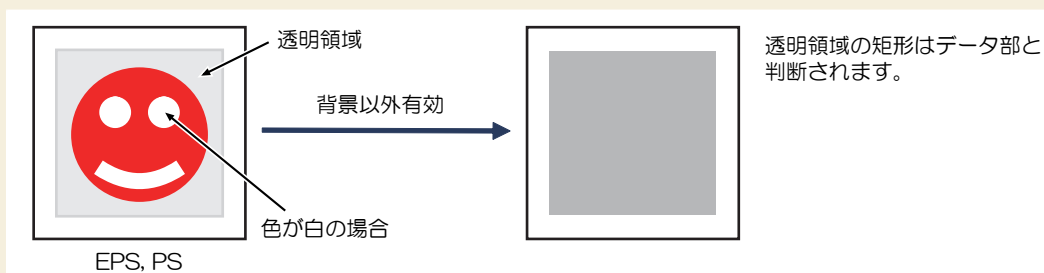 透明領域
背景以外有効
色が白の場合
EPS, PS
透明領域の矩形はデータ部と
判断されます。